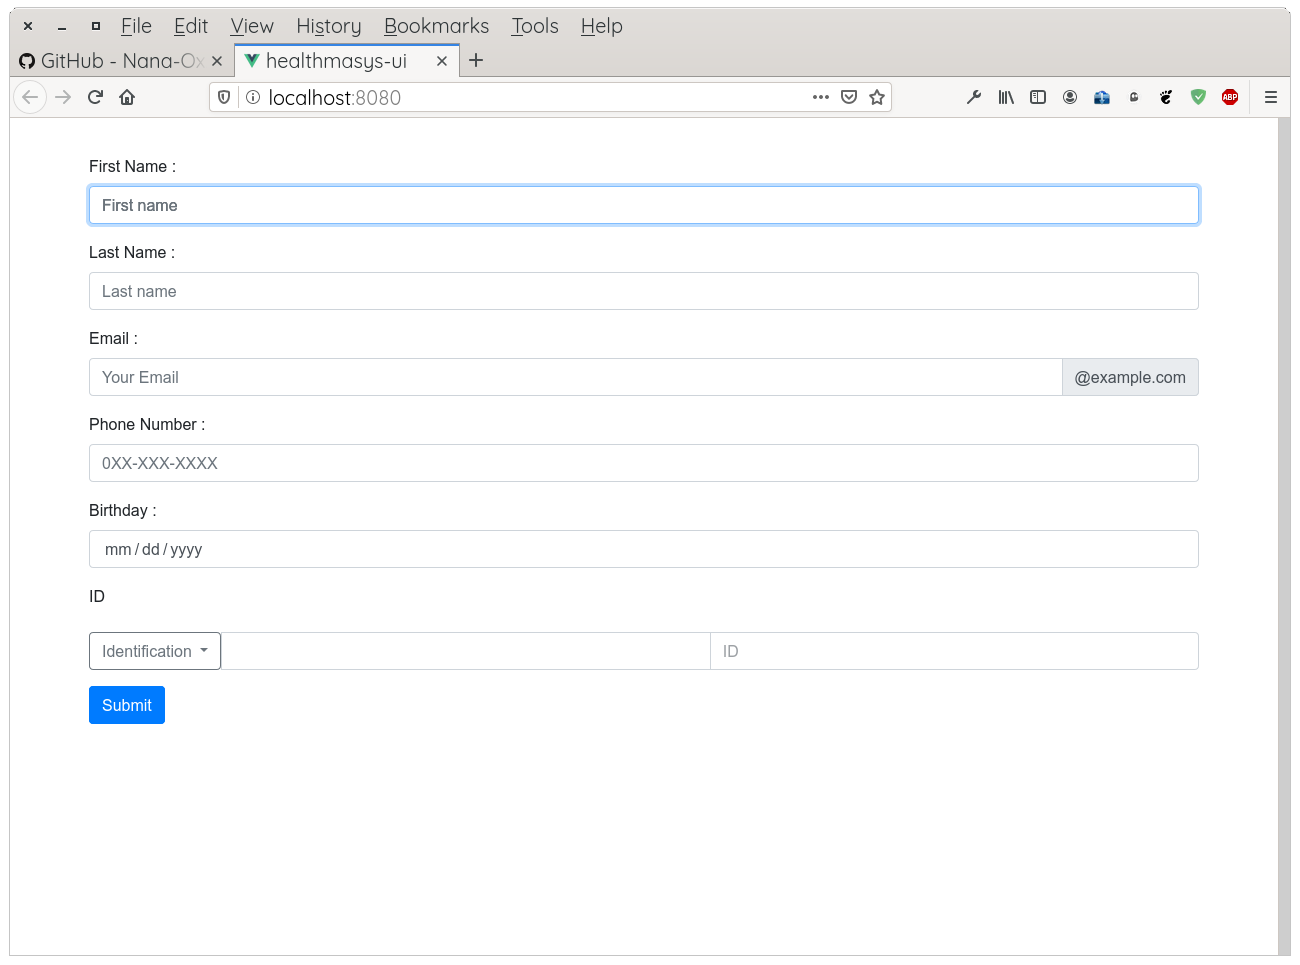 File Edit View History Bookmarks Tools Help
GitHub - Nana-Ox healthmasys-ui
localhost:8080
ABP
First Name :
First name
Last Name :
Last name
Email :
Your Email @example.com
Phone Number :
0XX-XXX-XXXX
Birthday :
mm / dd / yyyy
ID
Identification ID
Submit